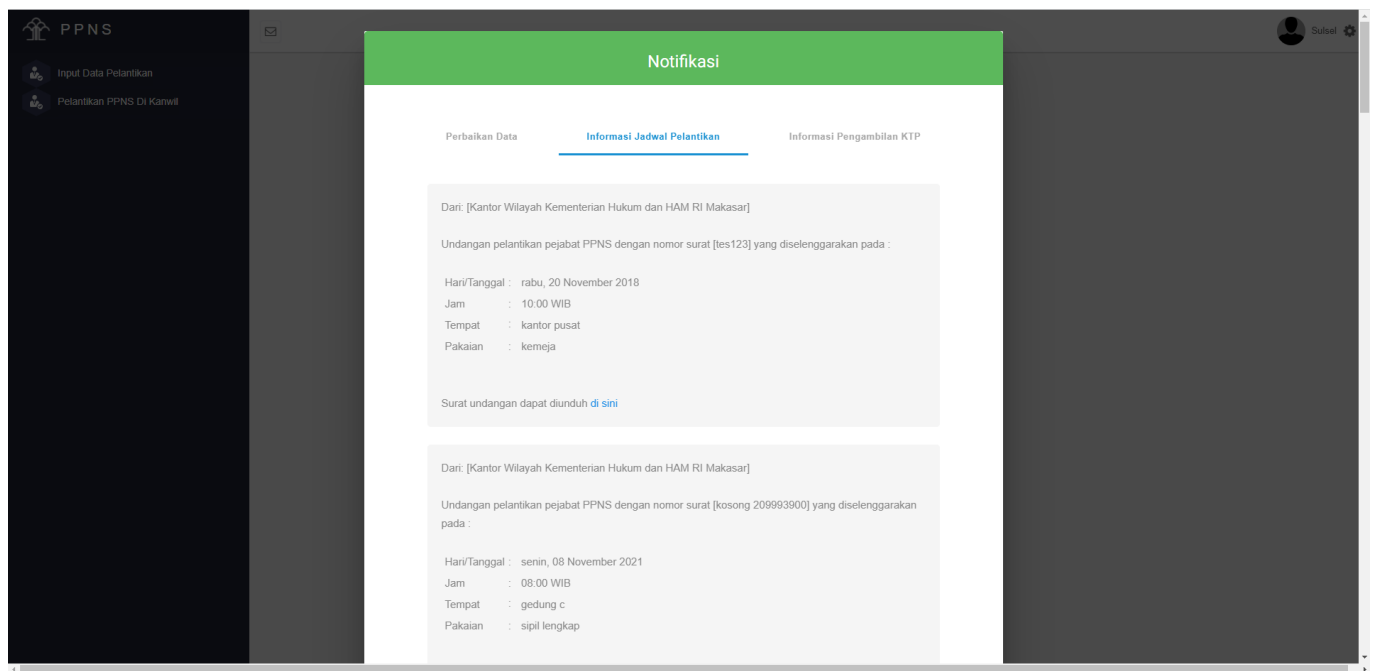 PPNS
Sulsel
Input Data Pelantikan
Pelantikan PPNS Di Kanwil
Notifikasi
Perbaikan Data
Informasi Jadwal Pelantikan
Informasi Pengambilan KTP
Dari: [Kantor Wilayah Kementerian Hukum dan HAM RI Makasar]
Undangan pelantikan pejabat PPNS dengan nomor surat [tes123] yang diselenggarakan pada :
Hari/Tanggal : rabu, 20 November 2018
Jam : 10:00 WIB
Tempat : kantor pusat
Pakaian : kemeja
Surat undangan dapat diunduh di sini
Dari: [Kantor Wilayah Kementerian Hukum dan HAM RI Makasar]
Undangan pelantikan pejabat PPNS dengan nomor surat [kosong 209993900] yang diselenggarakan
pada :
Hari/Tanggal : senin, 08 November 2021
Jam : 08:00 WIB
Tempat : gedung c
Pakaian : sipil lengkap